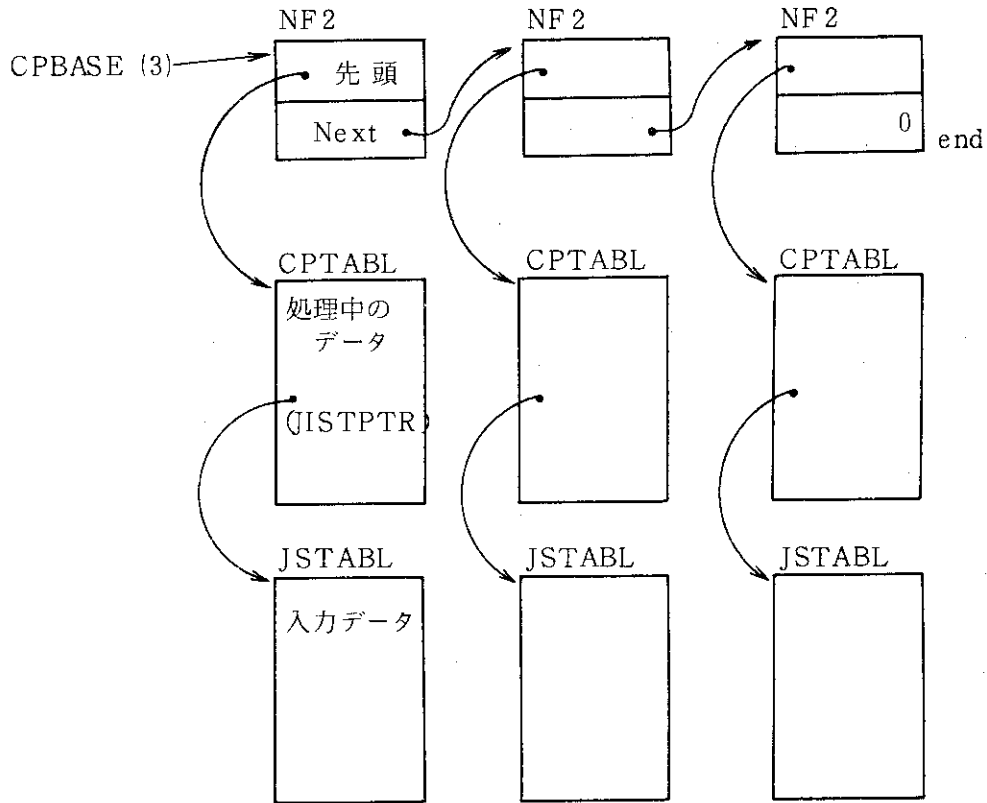 NF2
NF2
NF2
CPBASE (3)
先頭
Next
0
end
CPTABL
CPTABL
CPTABL
処理中の
データ
(JISTPTR)
JSTABL
JSTABL
JSTABL
入力データ